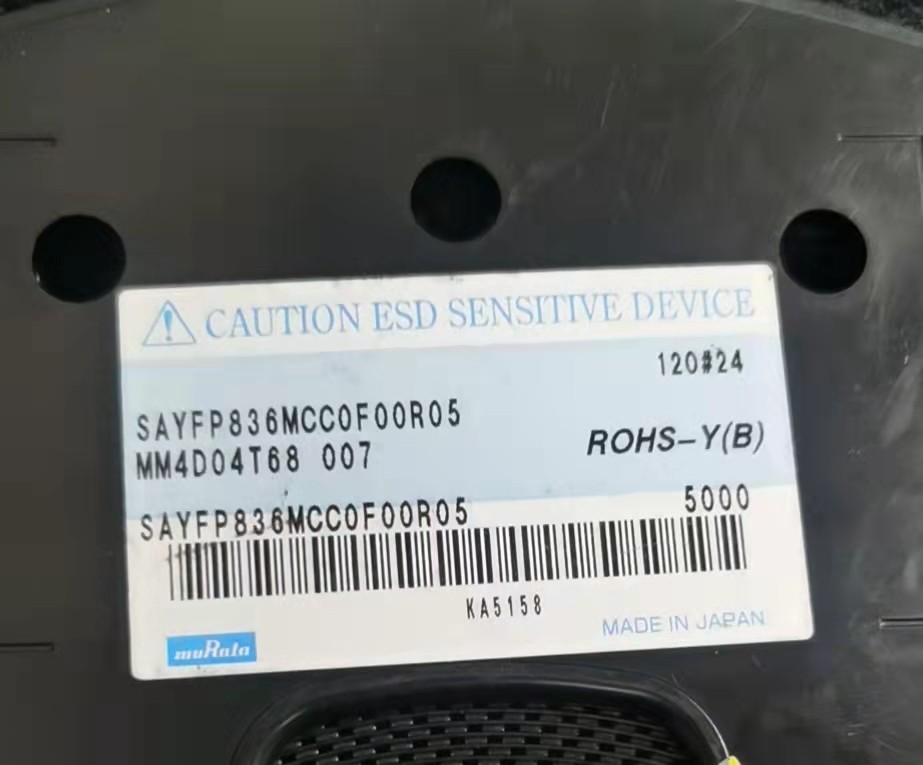 CAUTION ESD SENSITIVE DEVICE
120#24
SAYFP836MCC0F00R05
MM4D04T68 007
ROHS-Y(B)
SAYFP836MCC0F00R05 5000
KA5158
MADE IN JAPAN
muRata